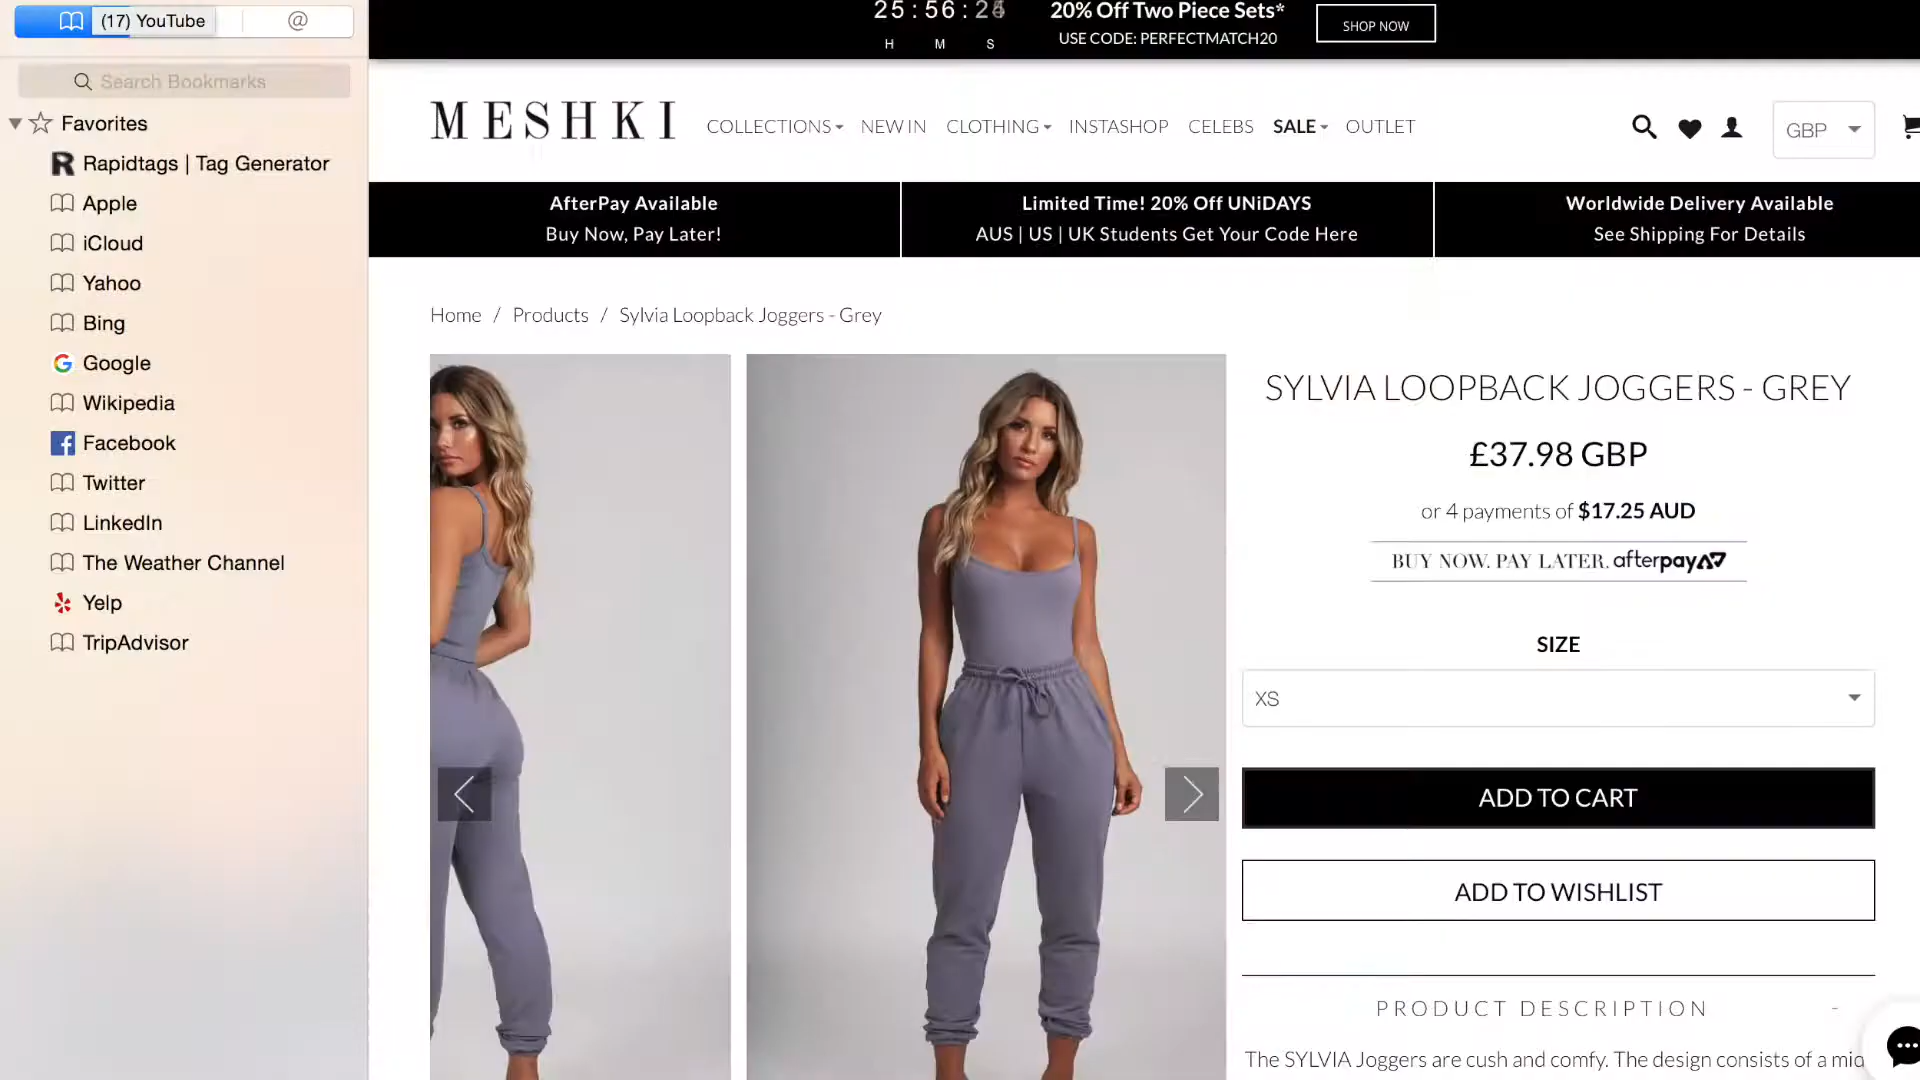 (17) YouTube
@
Search Bookmarks
Favorites
Rapidtags | Tag Generator
Apple
iCloud
Yahoo
Bing
Google
Wikipedia
Facebook
Twitter
LinkedIn
The Weather Channel
Yelp
TripAdvisor
25:56:2
H M S
20% Off Two Piece Sets*
USE CODE: PERFECTMATCH20
SHOP NOW
MESHKI
COLLECTIONS NEW IN CLOTHING INSTASHOP CELEBS SALE OUTLET
GBP
AfterPay Available
Buy Now, Pay Later!
Limited Time! 20% Off UNiDAYS
AUS | US | UK Students Get Your Code Here
Worldwide Delivery Available
See Shipping For Details
Home / Products / Sylvia Loopback Joggers - Grey
SYLVIA LOOPBACK JOGGERS - GREY
£37.98 GBP
or 4 payments of $17.25 AUD
BUY NOW. PAY LATER. afterpay
SIZE
XS
ADD TO CART
ADD TO WISHLIST
PRODUCT DESCRIPTION -
The SYLVIA Joggers are cush and comfy. The design consists of a mid